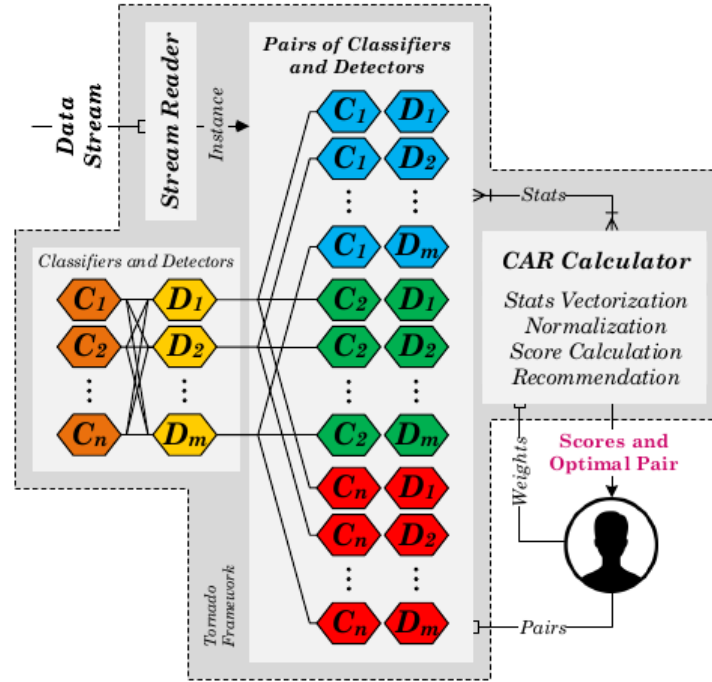 Data
Stream
Stream Reader
Instance
Pairs of Classifiers
and Detectors
C1 D1
C1 D2
C1 Dm
C2 D1
C2 D2
C2 Dm
Cn D1
Cn D2
Cn Dm
Classifiers and Detectors
C1 D1
C2 D2
Cn Dm
Tornado
Framework
Stats
CAR Calculator
Stats Vectorization
Normalization
Score Calculation
Recommendation
Weights
Scores and
Optimal Pair
Pairs